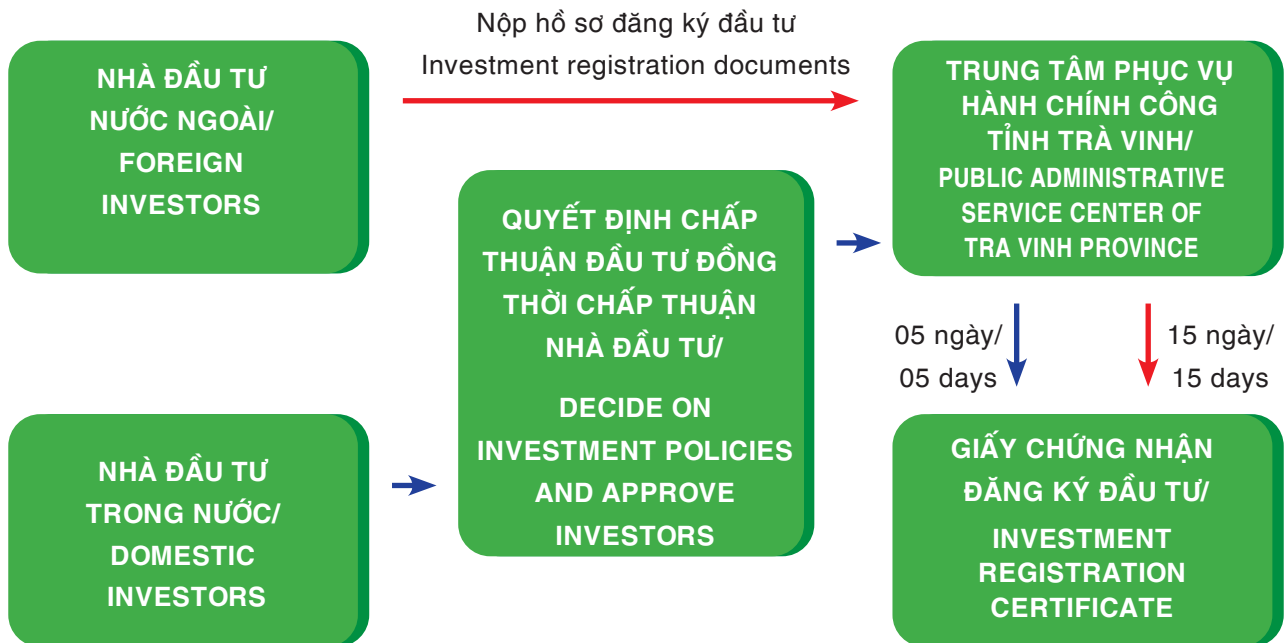 Nộp hồ sơ đăng ký đầu tư
Investment registration documents
NHÀ ĐẦU TƯ
NƯỚC NGOÀI/
FOREIGN
INVESTORS
TRUNG TÂM PHỤC VỤ
HÀNH CHÍNH CÔNG
TỈNH TRÀ VINH/
PUBLIC ADMINISTRATIVE
SERVICE CENTER OF
TRA VINH PROVINCE
QUYẾT ĐỊNH CHẤP
THUẬN ĐẦU TƯ ĐỒNG
THỜI CHẤP THUẬN
NHÀ ĐẦU TƯ/
DECIDE ON
INVESTMENT POLICIES
AND APPROVE
INVESTORS
05 ngày/
05 days
15 ngày/
15 days
NHÀ ĐẦU TƯ
TRONG NƯỚC/
DOMESTIC
INVESTORS
GIẤY CHỨNG NHẬN
ĐĂNG KÝ ĐẦU TƯ/
INVESTMENT
REGISTRATION
CERTIFICATE